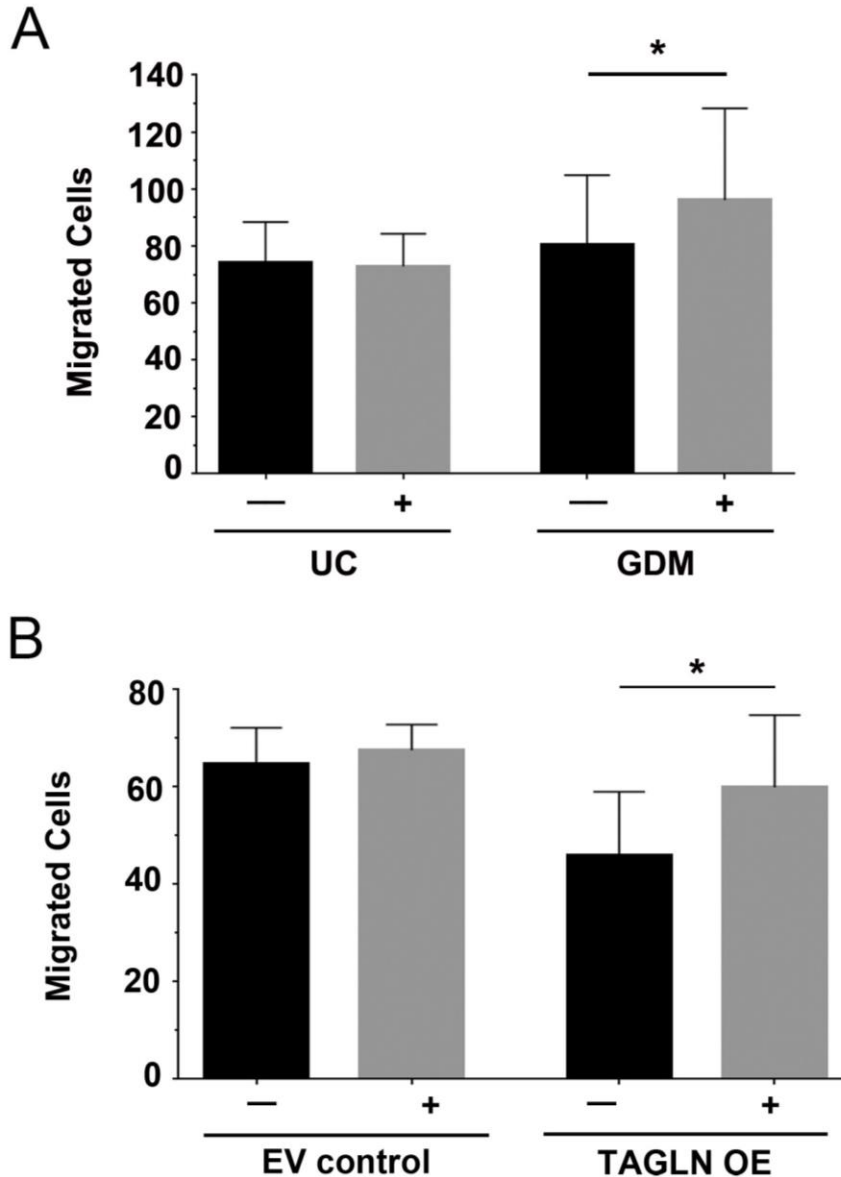 A
*
140
120
100
80
60
40
20
0
Migrated Cells
— + — +
UC GDM
B
*
80
60
40
20
0
Migrated Cells
— + — +
EV control TAGLN OE